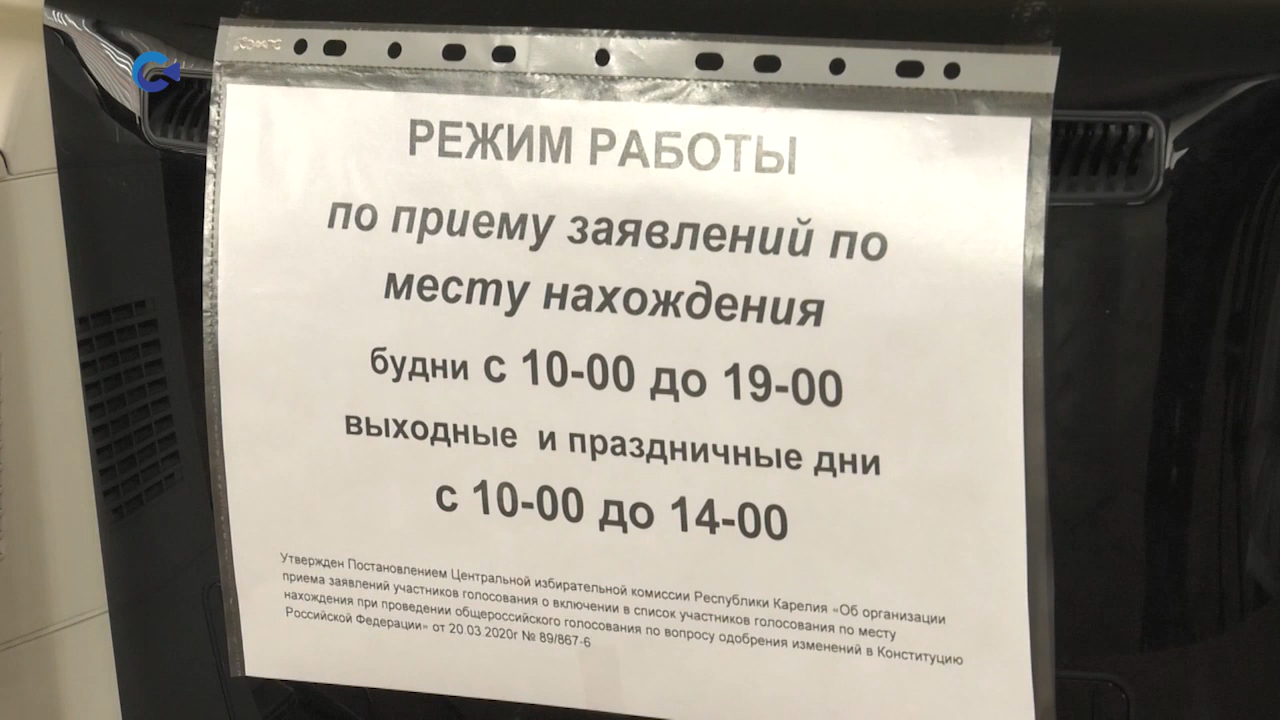 РЕЖИМ РАБОТЫ
по приему заявлений по
месту нахождения
будни с 10-00 до 19-00
выходные и праздничные дни
с 10-00 до 14-00
Утвержден Постановлением Центральной избирательной комиссии Республики Карелия «Об организации
приема заявлений участников голосования о включении в список участников голосования по месту
нахождения при проведении общероссийского голосования по вопросу одобрения изменений в Конституцию
Российской Федерации» от 20.03.2020г № 89/867-6